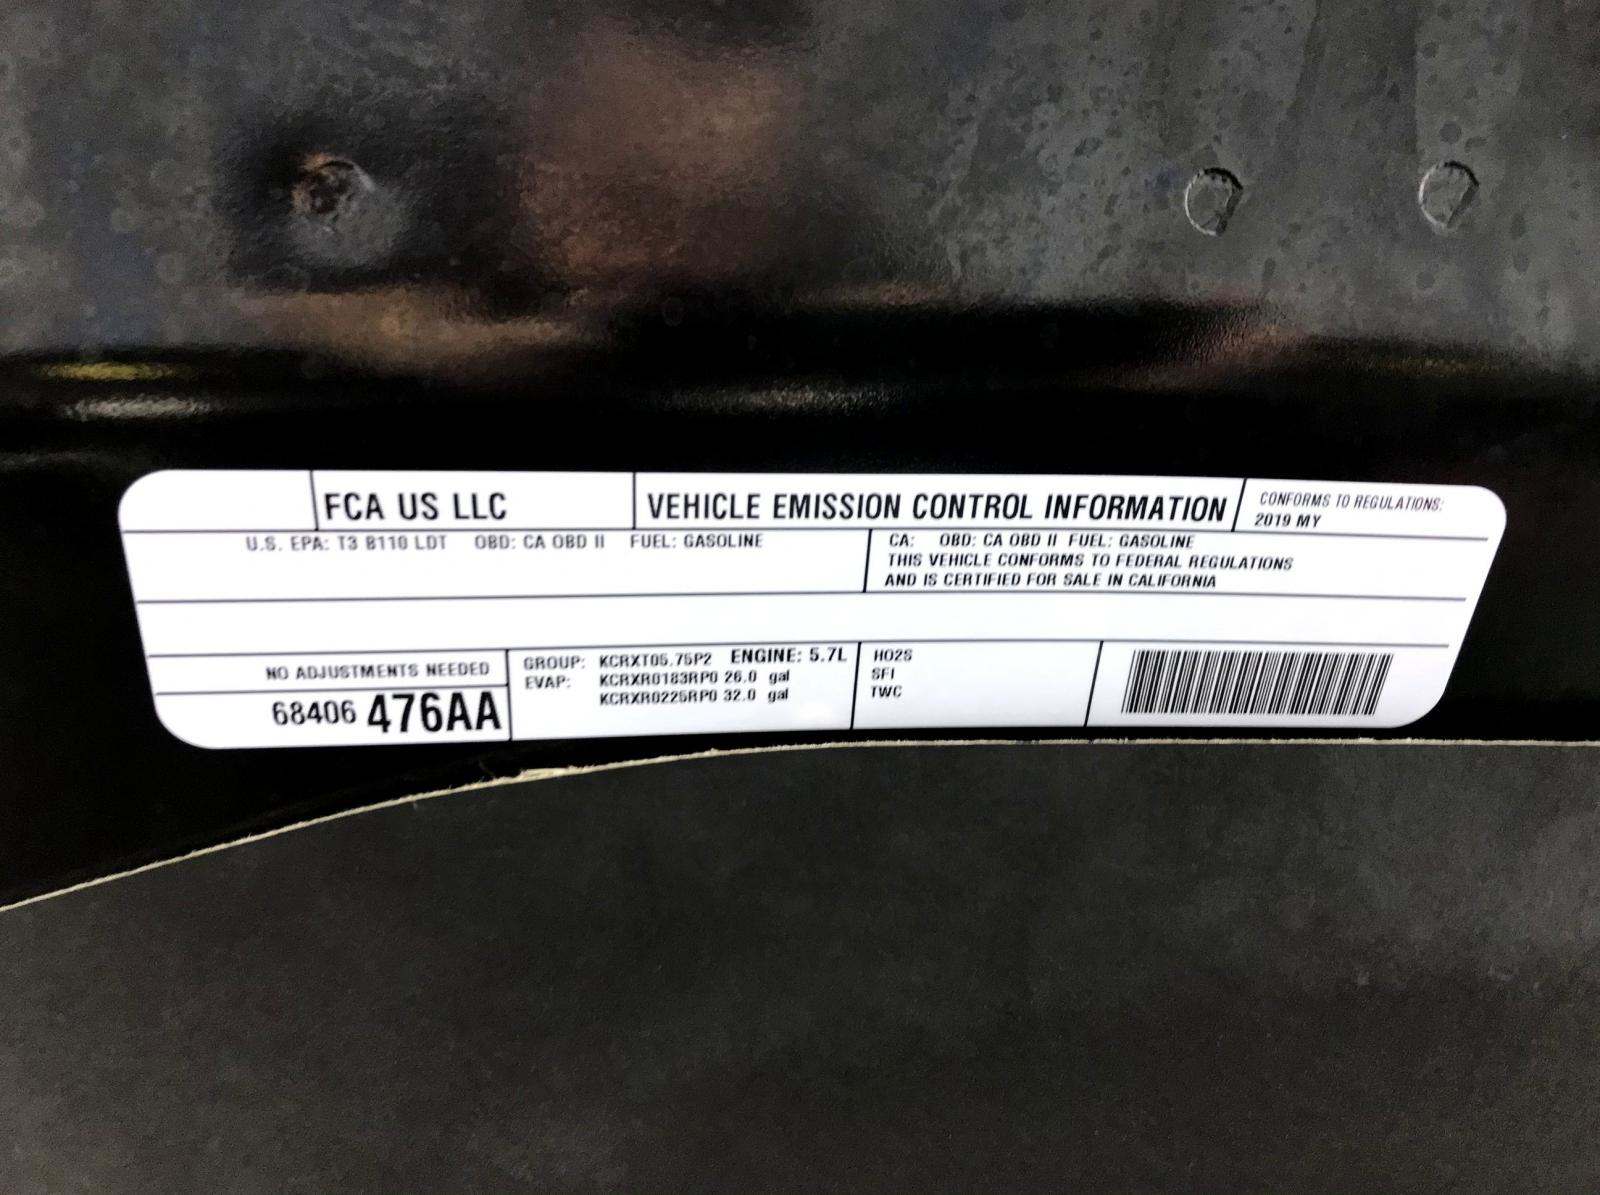 FCA US LLC
VEHICLE EMISSION CONTROL INFORMATION
CONFORMS TO REGULATIONS:
2019 MY
U.S. EPA: T3 B110 LDT OBD: CA OBD II FUEL: GASOLINE
CA: OBD: CA OBD II FUEL: GASOLINE
THIS VEHICLE CONFORMS TO FEDERAL REGULATIONS
AND IS CERTIFIED FOR SALE IN CALIFORNIA
NO ADJUSTMENTS NEEDED
68406 476AA
GROUP: KCRXT05.75P2 ENGINE: 5.7L
EVAP: KCRXR0183RP0 26.0 gal
KCRXR0225RP0 32.0 gal
HO2S
SFI
TWC